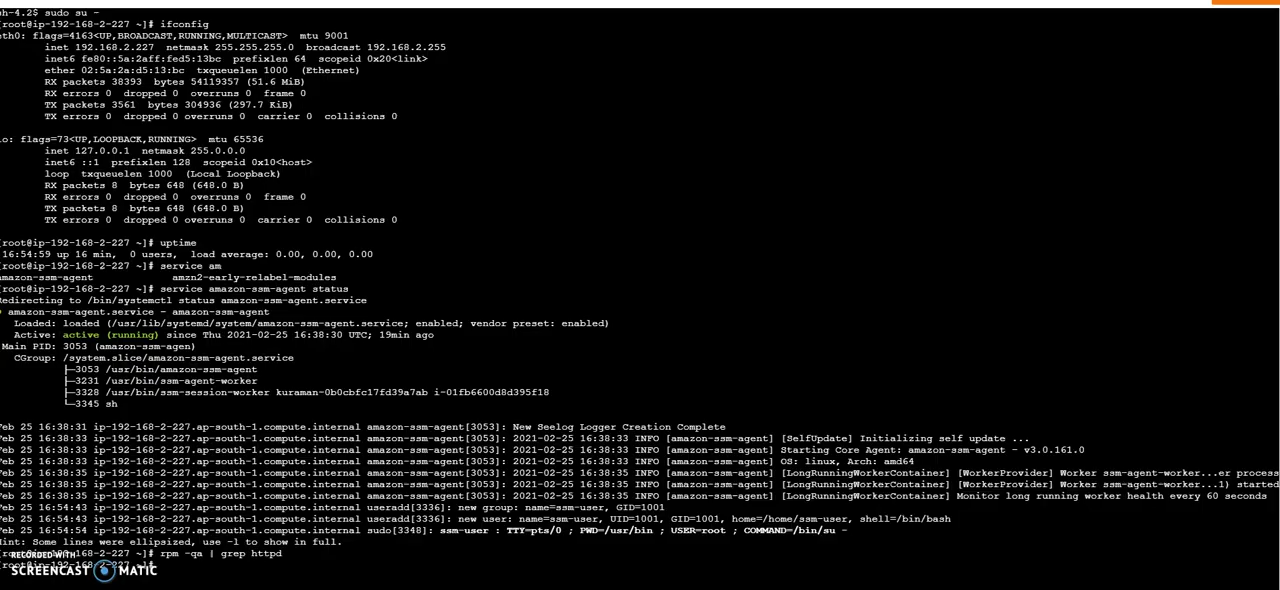 sh-4.2$ sudo su -
[root@ip-192-168-2-227 ~]# ifconfig
eth0: flags=4163<UP,BROADCAST,RUNNING,MULTICAST>  mtu 9001
        inet 192.168.2.227  netmask 255.255.255.0  broadcast 192.168.2.255
        inet6 fe80::5a:2aff:fed5:13bc  prefixlen 64  scopeid 0x20<link>
        ether 02:5a:2a:d5:13:bc  txqueuelen 1000  (Ethernet)
        RX packets 38393  bytes 54119357 (51.6 MiB)
        RX errors 0  dropped 0  overruns 0  frame 0
        TX packets 3561  bytes 304936 (297.7 KiB)
        TX errors 0  dropped 0 overruns 0  carrier 0  collisions 0
lo: flags=73<UP,LOOPBACK,RUNNING>  mtu 65536
        inet 127.0.0.1  netmask 255.0.0.0
        inet6 ::1  prefixlen 128  scopeid 0x10<host>
        loop  txqueuelen 1000  (Local Loopback)
        RX packets 8  bytes 648 (648.0 B)
        RX errors 0  dropped 0  overruns 0  frame 0
        TX packets 8  bytes 648 (648.0 B)
        TX errors 0  dropped 0 overruns 0  carrier 0  collisions 0
[root@ip-192-168-2-227 ~]# uptime
 16:54:59 up 16 min,  0 users,  load average: 0.00, 0.00, 0.00
[root@ip-192-168-2-227 ~]# service am
amazon-ssm-agent              amzn2-early-relabel-modules
[root@ip-192-168-2-227 ~]# service amazon-ssm-agent status
Redirecting to /bin/systemctl status amazon-ssm-agent.service
● amazon-ssm-agent.service - amazon-ssm-agent
   Loaded: loaded (/usr/lib/systemd/system/amazon-ssm-agent.service; enabled; vendor preset: enabled)
   Active: active (running) since Thu 2021-02-25 16:38:30 UTC; 19min ago
 Main PID: 3053 (amazon-ssm-agen)
   CGroup: /system.slice/amazon-ssm-agent.service
           ├─3053 /usr/bin/amazon-ssm-agent
           ├─3231 /usr/bin/ssm-agent-worker
           ├─3328 /usr/bin/ssm-session-worker kuraman-0b0cbfc17fd39a7ab i-01fb6600d8d395f18
           └─3345 sh
Feb 25 16:38:31 ip-192-168-2-227.ap-south-1.compute.internal amazon-ssm-agent[3053]: New Seelog Logger Creation Complete
Feb 25 16:38:33 ip-192-168-2-227.ap-south-1.compute.internal amazon-ssm-agent[3053]: 2021-02-25 16:38:33 INFO [amazon-ssm-agent] [SelfUpdate] Initializing self update ...
Feb 25 16:38:33 ip-192-168-2-227.ap-south-1.compute.internal amazon-ssm-agent[3053]: 2021-02-25 16:38:33 INFO [amazon-ssm-agent] Starting Core Agent: amazon-ssm-agent - v3.0.161.0
Feb 25 16:38:33 ip-192-168-2-227.ap-south-1.compute.internal amazon-ssm-agent[3053]: 2021-02-25 16:38:33 INFO [amazon-ssm-agent] OS: linux, Arch: amd64
Feb 25 16:38:35 ip-192-168-2-227.ap-south-1.compute.internal amazon-ssm-agent[3053]: 2021-02-25 16:38:35 INFO [amazon-ssm-agent] [LongRunningWorkerContainer] [WorkerProvider] Worker ssm-agent-worker...er process
Feb 25 16:38:35 ip-192-168-2-227.ap-south-1.compute.internal amazon-ssm-agent[3053]: 2021-02-25 16:38:35 INFO [amazon-ssm-agent] [LongRunningWorkerContainer] [WorkerProvider] Worker ssm-agent-worker...1) started
Feb 25 16:38:35 ip-192-168-2-227.ap-south-1.compute.internal amazon-ssm-agent[3053]: 2021-02-25 16:38:35 INFO [amazon-ssm-agent] [LongRunningWorkerContainer] Monitor long running worker health every 60 seconds
Feb 25 16:54:43 ip-192-168-2-227.ap-south-1.compute.internal useradd[3336]: new group: name=ssm-user, GID=1001
Feb 25 16:54:43 ip-192-168-2-227.ap-south-1.compute.internal useradd[3336]: new user: name=ssm-user, UID=1001, GID=1001, home=/home/ssm-user, shell=/bin/bash
Feb 25 16:54:54 ip-192-168-2-227.ap-south-1.compute.internal sudo[3348]: ssm-user : TTY=pts/0 ; PWD=/usr/bin ; USER=root ; COMMAND=/bin/su -
Hint: Some lines were ellipsized, use -l to show in full.
[root@ip-192-168-2-227 ~]# rpm -qa | grep httpd
[root@ip-192-168-2-227 ~]#
RECORDED WITH
SCREENCAST MATIC